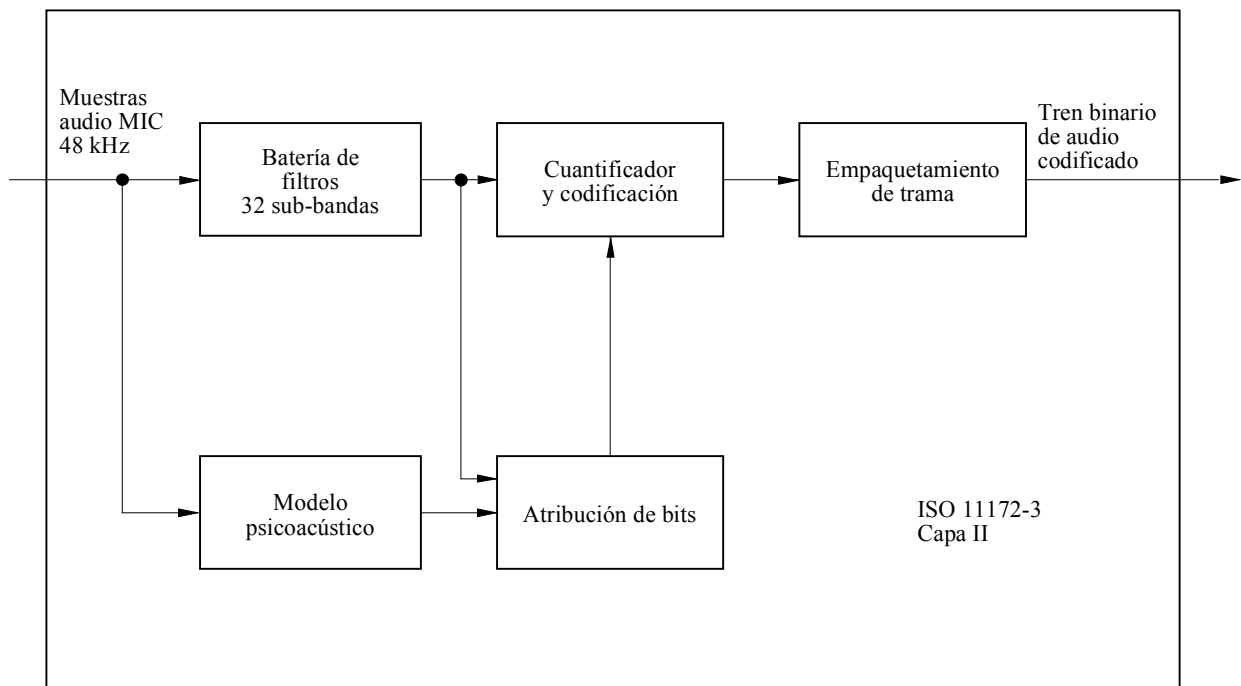 Muestras
audio MIC
48 kHz
Batería de
filtros
32 sub-bandas
Cuantificador
y codificación
Empaquetamiento
de trama
Tren binario
de audio
codificado
Modelo
psicoacústico
Atribución de bits
ISO 11172-3
Capa II